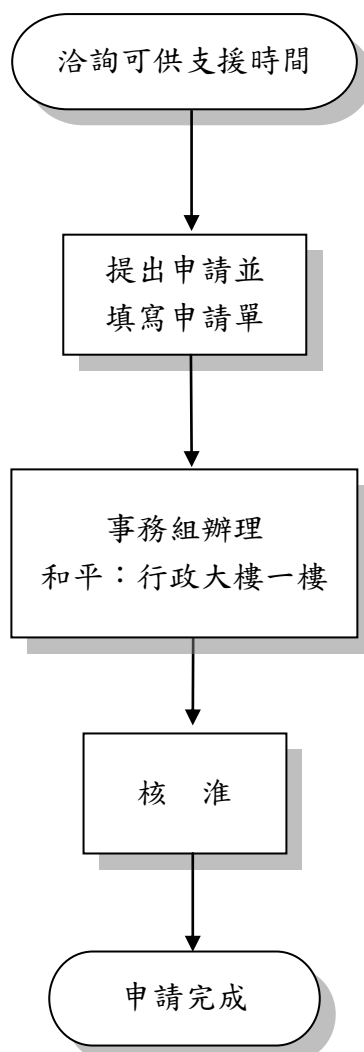 洽詢可供支援時間
提出申請並
填寫申請單
事務組辦理
和平：行政大樓一樓
核　淮
申請完成